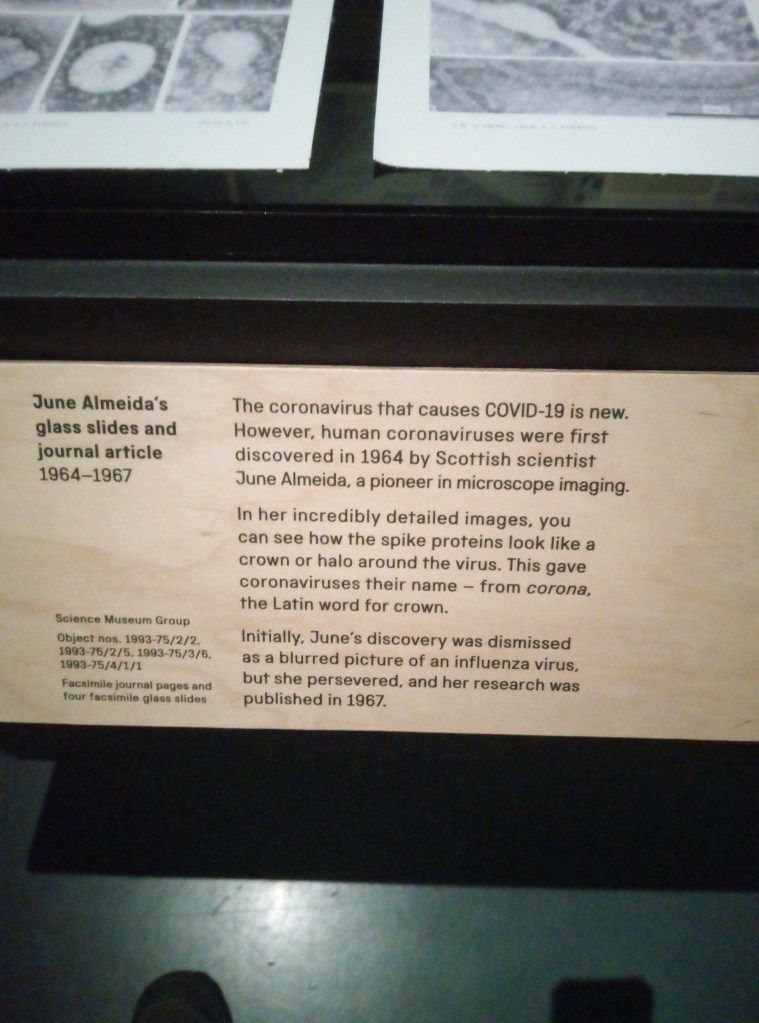 June Almeida's
glass slides and
journal article
1964–1967
The coronavirus that causes COVID-19 is new.
However, human coronaviruses were first
discovered in 1964 by Scottish scientist
June Almeida, a pioneer in microscope imaging.
In her incredibly detailed images, you
can see how the spike proteins look like a
crown or halo around the virus. This gave
coronaviruses their name – from corona,
the Latin word for crown.
Initially, June's discovery was dismissed
as a blurred picture of an influenza virus,
but she persevered, and her research was
published in 1967.
Science Museum Group
Object nos. 1993-75/2/2,
1993-75/2/5, 1993-75/3/6,
1993-75/4/1/1
Facsimile journal pages and
four facsimile glass slides